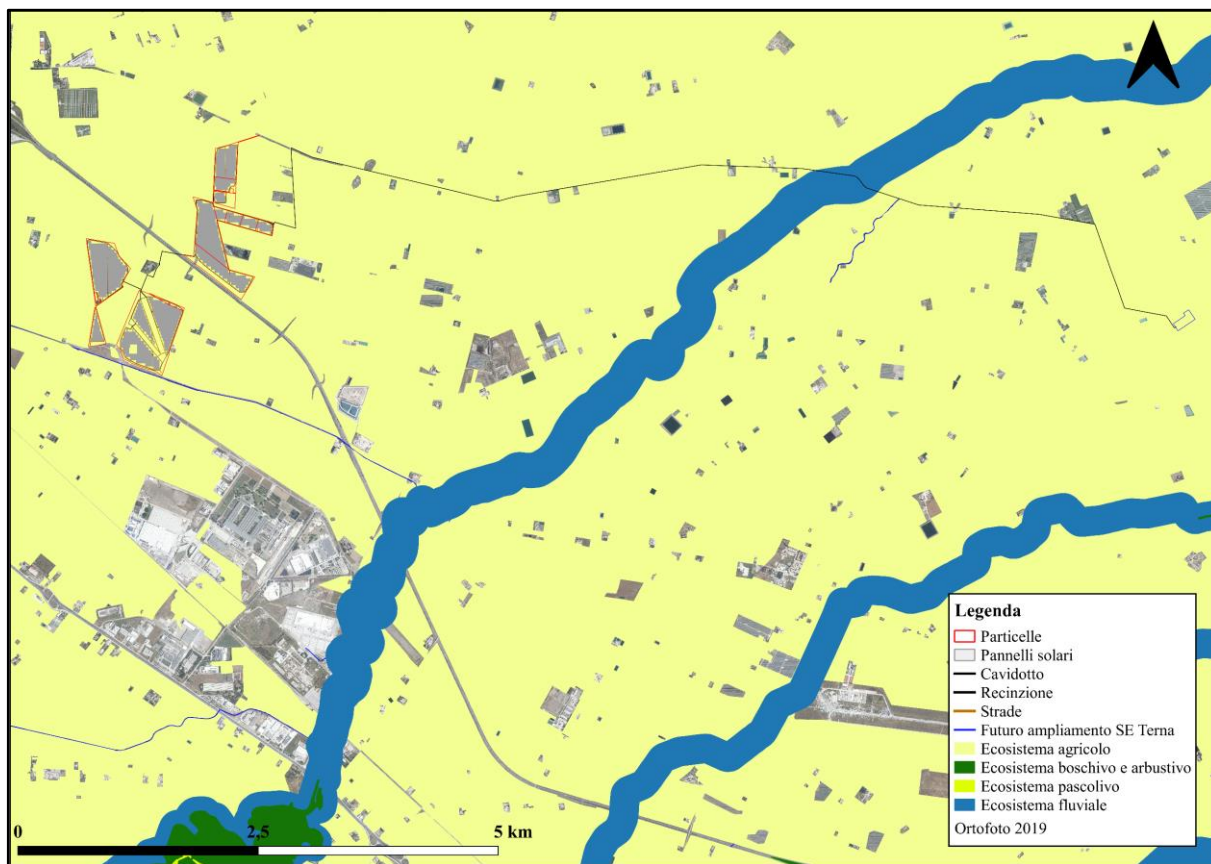 Legenda
Particelle
Pannelli solari
Cavidotto
Recinzione
Strade
Futuro ampliamento SE Terna
Ecosistema agricolo
Ecosistema boschivo e arbustivo
Ecosistema pascolivo
Ecosistema fluviale
Ortofoto 2019
0 2,5 5 km